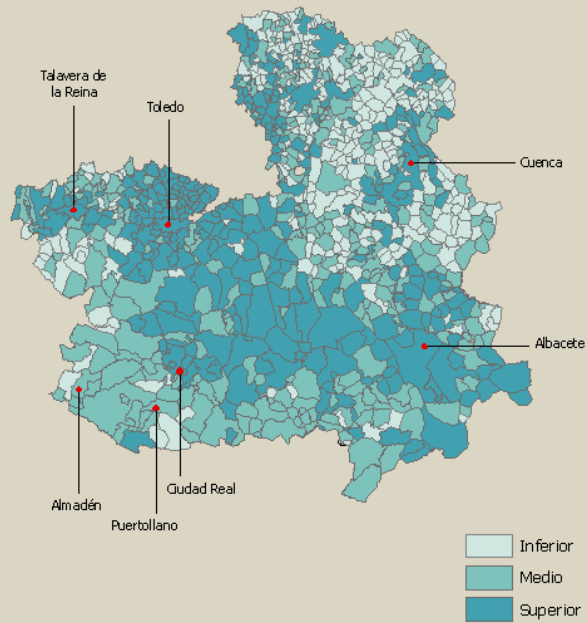 Talavera de
la Reina
Toledo
Cuenca
Albacete
Ciudad Real
Almadén
Puertollano
Inferior
Medio
Superior